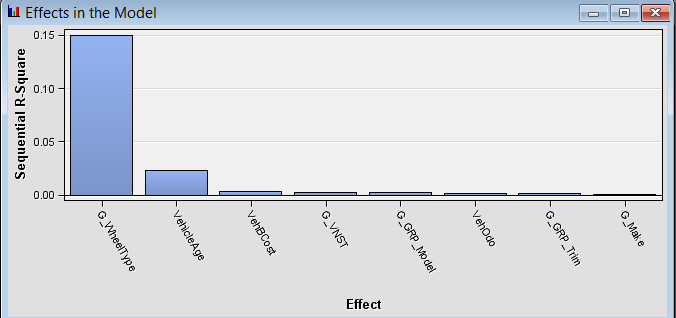 Effects in the Model
Sequential R-Square
0.15
0.10
0.05
0.00
G_WheelType
VehicleAge
VehBCost
G_VNST
G_GRP_Model
VehOdo
G_GRP_Trim
G_Make
Effect